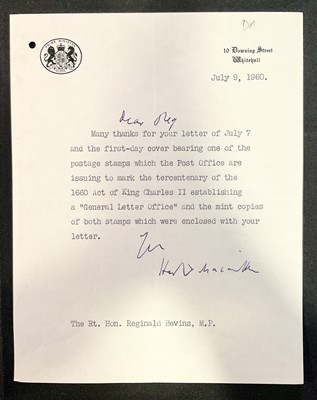 10 Downing Street
Whitehall
July 9, 1960.
Dear Reg
Many thanks for your letter of July 7
and the first-day cover bearing one of the
postage stamps which the Post Office are
issuing to mark the tercentenary of the
1660 Act of King Charles II establishing
a "General Letter Office" and the mint copies
of both stamps which were enclosed with your
letter.
Harold Macmillan
The Rt. Hon. Reginald Bevins, M.P.